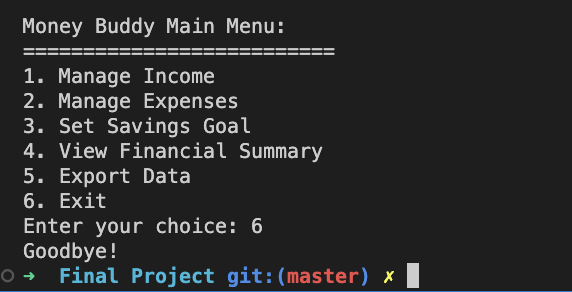 Money Buddy Main Menu:
==========================
1. Manage Income
2. Manage Expenses
3. Set Savings Goal
4. View Financial Summary
5. Export Data
6. Exit
Enter your choice: 6
Goodbye!
➜  Final Project git:(master) ✗